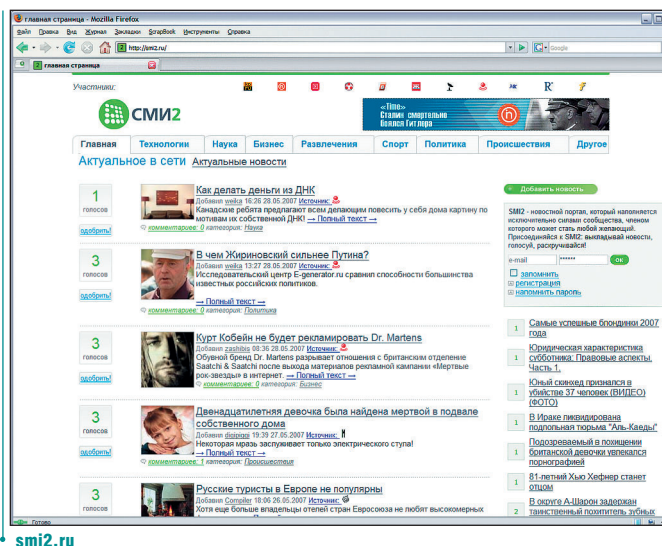 главная страница - Mozilla Firefox
Файл Правка Вид Журнал Закладки ScrapBook Инструменты Справка
http://smi2.ru/
Google
главная страница
Участники:
СМИ2
«Time»
Сталин смертельно
боялся Гитлера
Главная Технологии Наука Бизнес Развлечения Спорт Политика Происшествия Другое
Актуальное в сети Актуальные новости
1
голосов
одобрить!
Как делать деньги из ДНК
Добавил weika 16:26 28.05.2007 Источник:
Канадские ребята предлагают всем делающим повесить у себя дома картину по
мотивам их собственной ДНК! → Полный текст →
комментариев: 0 категория: Наука
3
голосов
одобрить!
В чем Жириновский сильнее Путина?
Добавил weika 13:27 28.05.2007 Источник:
Исследовательский центр E-generator.ru сравнил способности большинства
известных российских политиков.
→ Полный текст →
комментариев: 0 категория: Политика
3
голосов
одобрить!
Курт Кобейн не будет рекламировать Dr. Martens
Добавил zashibis 08:36 28.05.2007 Источник:
Обувной бренд Dr. Martens разрывает отношения с британским отделение
Saatchi & Saatchi после выхода материалов рекламной кампании «Мертвые
рок-звезды» в интернет. → Полный текст →
комментариев: 0 категория: Бизнес
3
голосов
одобрить!
Двенадцатилетняя девочка была найдена мертвой в подвале
собственного дома
Добавил digipiggi 19:39 27.05.2007 Источник:
Некоторая мразь заслуживает только электрического стула!
→ Полный текст →
комментариев: 1 категория: Происшествия
3
голосов
Русские туристы в Европе не популярны
Добавил Compiler 18:06 26.05.2007 Источник:
Хотя еще больше владельцы отелей стран Евросоюза не любят высокомерных
Добавить новость
SMI2 - новостной портал, который наполняется
исключительно силами сообщества, членом
которого может стать любой желающий.
Присоединяйся к SMI2: выкладывай новости,
голосуй, раскручивайся!
e-mail ****** ок
запомнить
регистрация
напомнить пароль
1 Самые успешные блондинки 2007
года
1 Юридическая характеристика
субботника: Правовые аспекты,
Часть 1.
1 Юный скинхед признался в
убийстве 37 человек (ВИДЕО)
(ФОТО)
1 В Ираке ликвидирована
подпольная тюрьма "Аль-Каеды"
1 Подозреваемый в похищении
британской девочки увлекался
порнографией
1 81-летний Хью Хефнер станет
отцом
2 В округе А-Шарон задержан
таинственный похититель зубных
Готово
smi2.ru